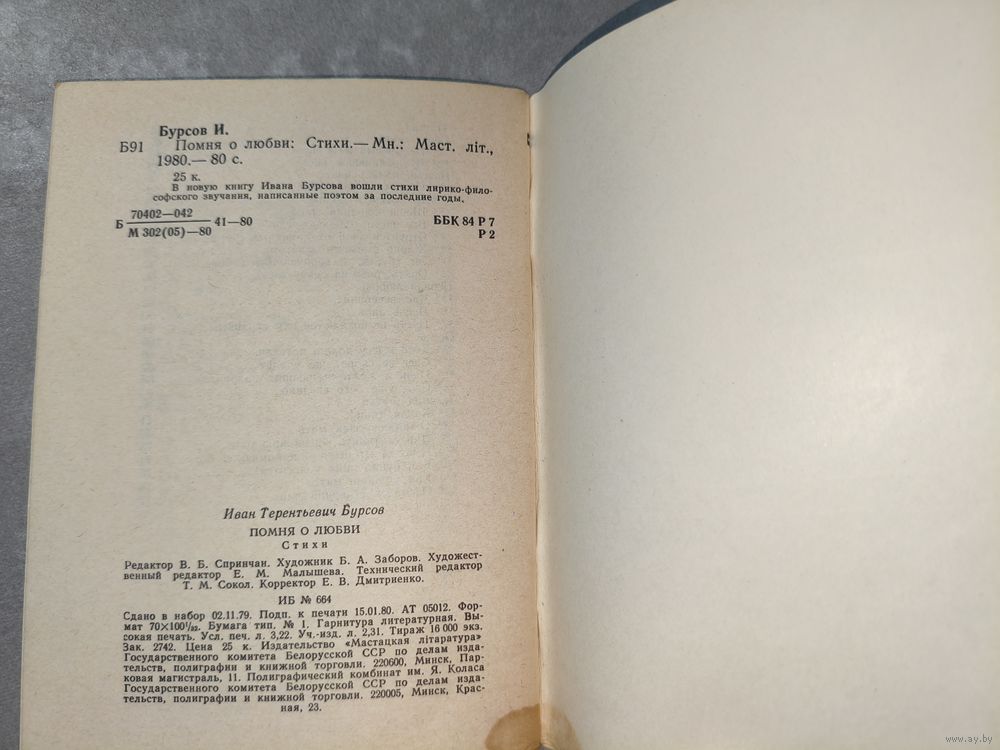 Бурсов И.
Б91 Помня о любви: Стихи.— Мн.: Маст. літ.,
1980.— 80 с.
25 к.
В новую книгу Ивана Бурсова вошли стихи лирико-фило-
софского звучания, написанные поэтом за последние годы.
Б 70402—042
М 302(05)—80 41—80
ББК 84 Р 7
Р 2
Иван Терентьевич Бурсов
ПОМНЯ О ЛЮБВИ
Стихи
Редактор В. Б. Спринчан. Художник Б. А. Заборов. Художест-
венный редактор Е. М. Малышева. Технический редактор
Т. М. Сокол. Корректор Е. В. Дмитриенко.
ИБ № 664
Сдано в набор 02.11.79. Подп. к печати 15.01.80. АТ 05012. Фор-
мат 70×100¹/₃₂. Бумага тип. № 1. Гарнитура литературная. Вы-
сокая печать. Усл. печ. л. 3,22. Уч.-изд. л. 2,31. Тираж 16 000 экз.
Зак. 2742. Цена 25 к. Издательство «Мастацкая літаратура»
Государственного комитета Белорусской ССР по делам изда-
тельств, полиграфии и книжной торговли. 220600, Минск, Пар-
ковая магистраль, 11. Полиграфический комбинат им. Я. Коласа
Государственного комитета Белорусской ССР по делам изда-
тельств, полиграфии и книжной торговли. 220005, Минск, Крас-
ная, 23.
www.ay.by